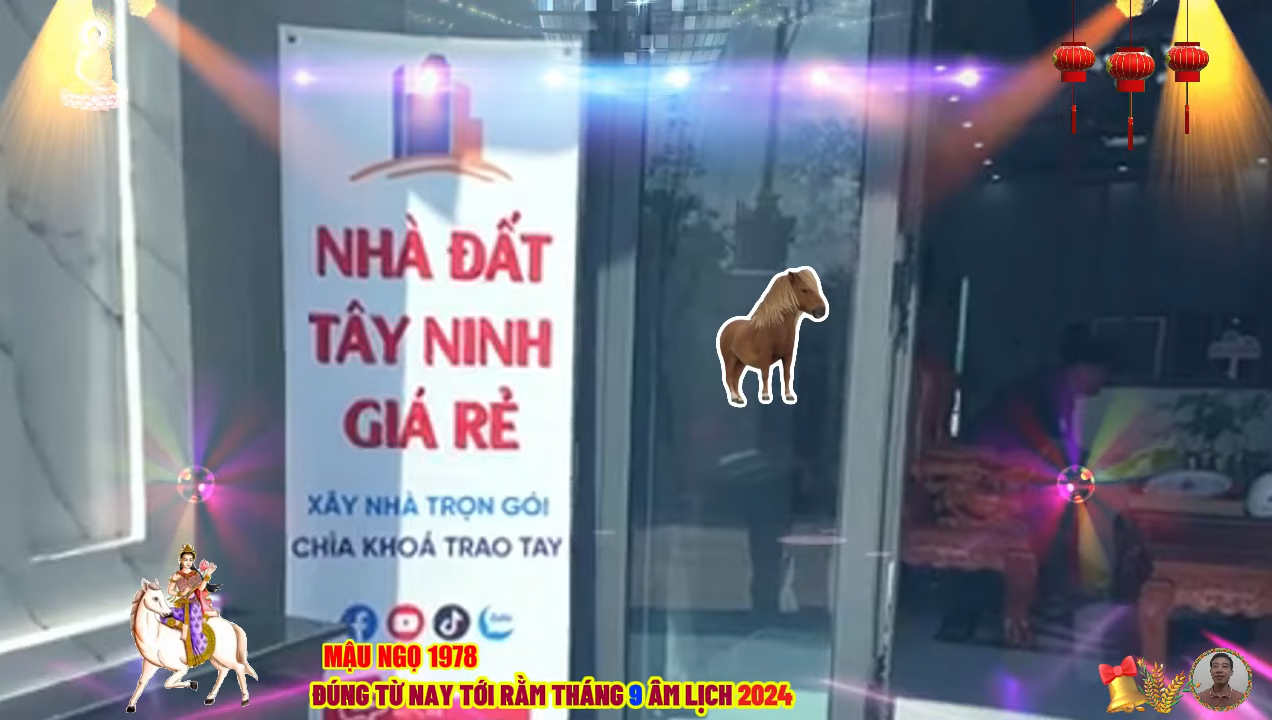 NHÀ ĐẤT
TÂY NINH
GIÁ RẺ
XÂY NHÀ TRỌN GÓI
CHÌA KHOÁ TRAO TAY
Zalo
MẬU NGỌ 1978
ĐÚNG TỪ NAY TỚI RẰM THÁNG 9 ÂM LỊCH 2024